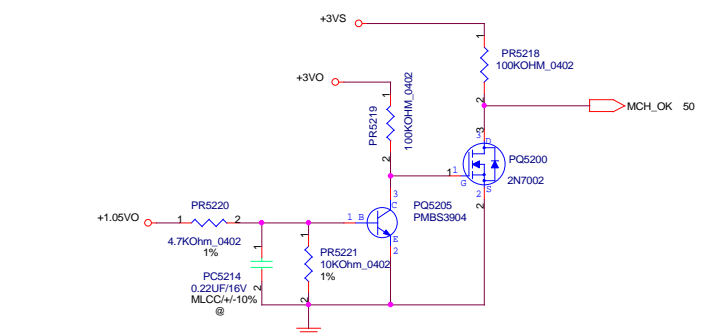 +3VS
1
PR5218
100KOHM_0402
2
+3VO
1
PR5219
100KOHM_0402
2
MCH_OK 50
3
3
D
1
1
G
PQ5200
2N7002
S
2
2
PR5220
+1.05VO
1
2
4.7KOhm_0402
1%
1
B
3
C
PQ5205
PMBS3904
E
2
1
PC5214
0.22UF/16V
MLCC/+/-10%
@
2
1
PR5221
10KOhm_0402
1%
2